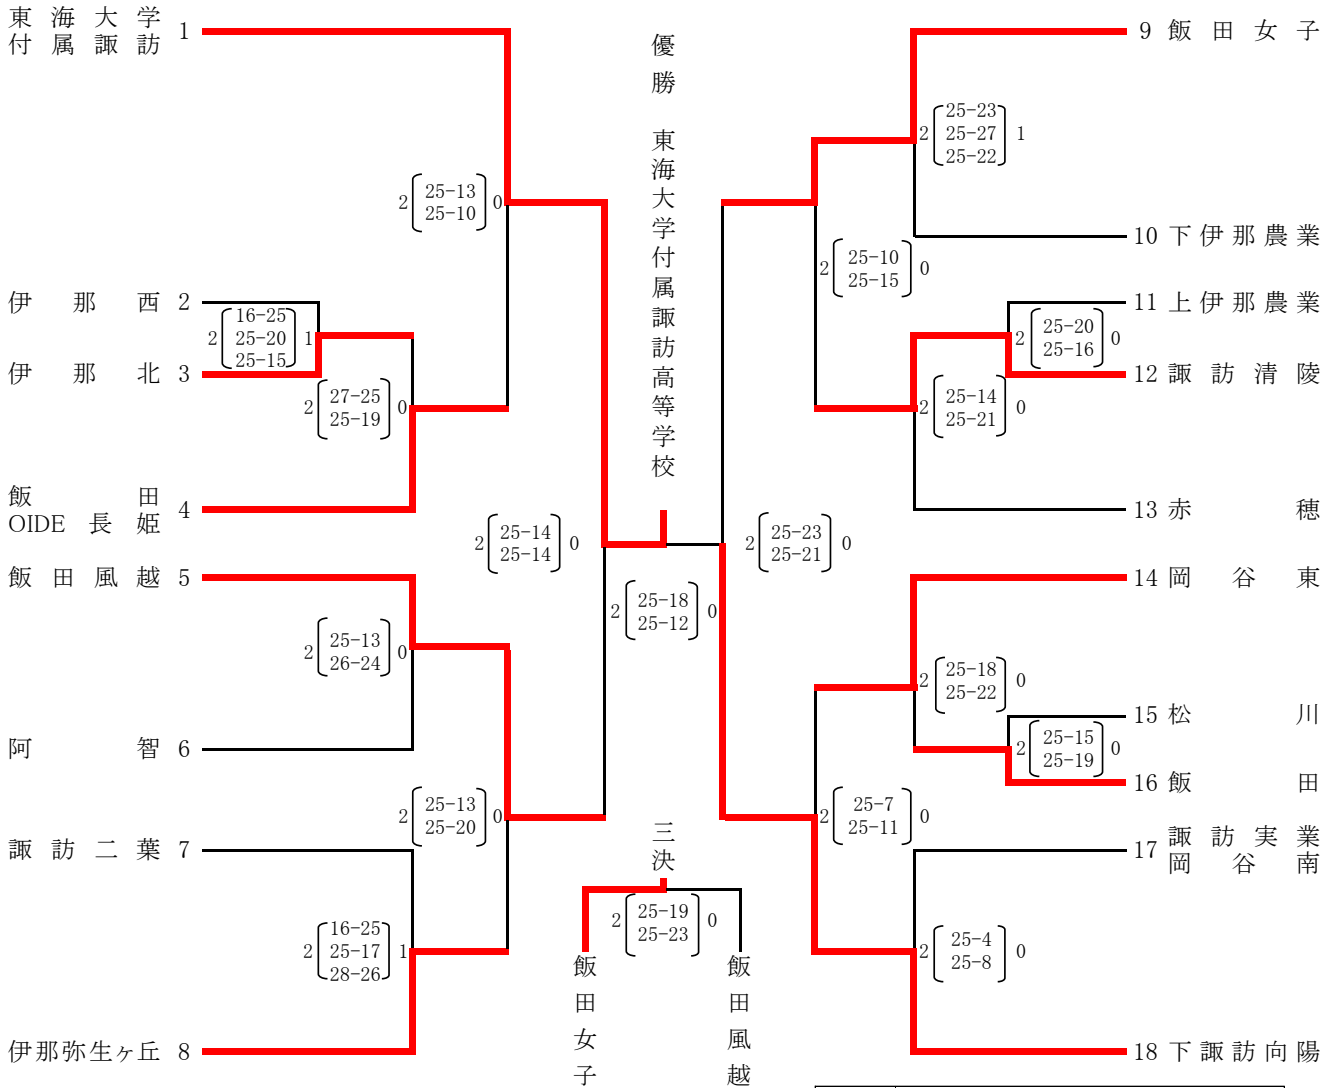 東海大学
付属諏訪 1
伊那西 2
伊那北 3
飯田
OIDE長姫 4
飯田風越 5
阿智 6
諏訪二葉 7
伊那弥生ヶ丘 8
2 25-13 0
25-10
16-25
2 25-20 1
25-15
2 27-25 0
25-19
2 25-14 0
25-14
2 25-13 0
26-24
2 25-13 0
25-20
16-25
2 25-17 1
28-26
優勝 東海大学付属諏訪高等学校
2 25-18 0
25-12
三決
2 25-19 0
25-23
飯田女子
飯田風越
9 飯田女子
10 下伊那農業
11 上伊那農業
12 諏訪清陵
13 赤穂
14 岡谷東
15 松川
16 飯田
17 諏訪実業
岡谷南
18 下諏訪向陽
25-23
2 25-27 1
25-22
2 25-10 0
25-15
2 25-20 0
25-16
2 25-14 0
25-21
2 25-23 0
25-21
2 25-18 0
25-22
2 25-15 0
25-19
2 25-7 0
25-11
2 25-4 0
25-8